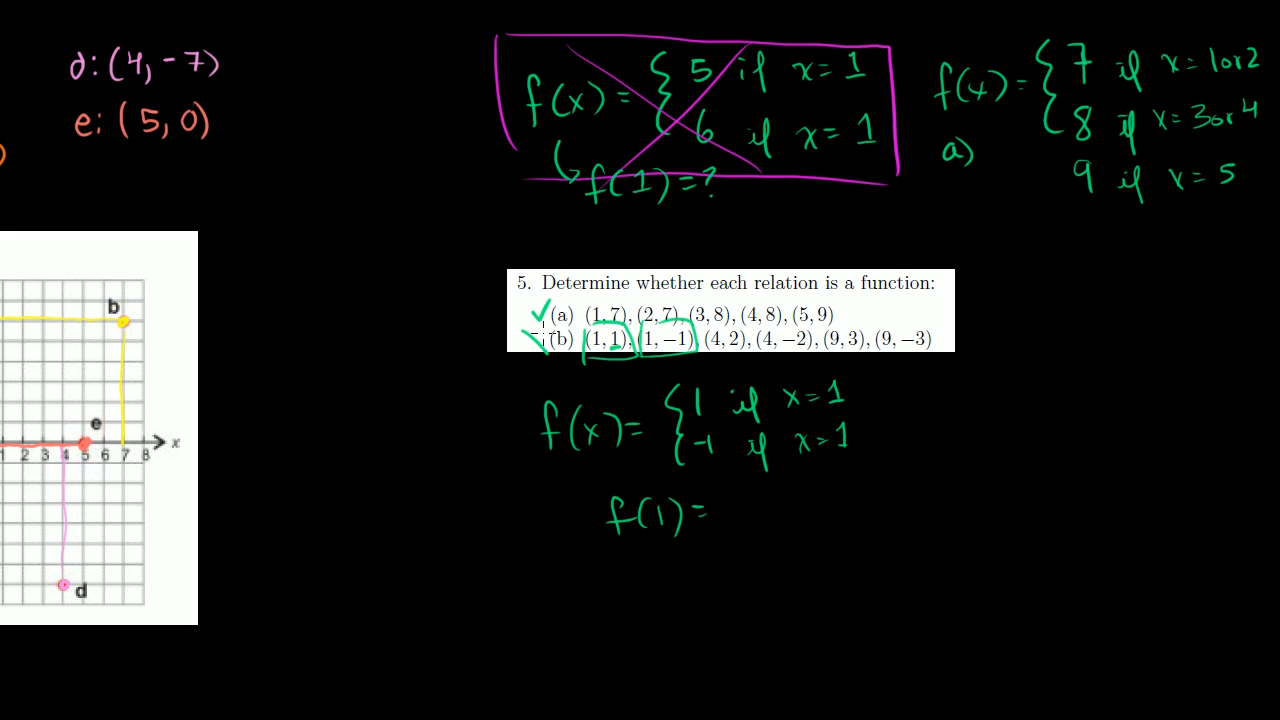 d: (4, -7)
e: (5, 0)
)
f(x) = { 5 if x = 1
6 if x = 1
f(1) = ?
f(4) = { 7 if x = 1 or 2
8 if x = 3 or 4
a)
9 if x = 5
5. Determine whether each relation is a function:
✓ (a) (1, 7), (2, 7), (3, 8), (4, 8), (5, 9)
(b) (1, 1), (1, −1), (4, 2), (4, −2), (9, 3), (9, −3)
f(x) = { 1 if x = 1
-1 if x = 1
f(1) =
b
e
x
1 2 3 4 5 6 7 8
d